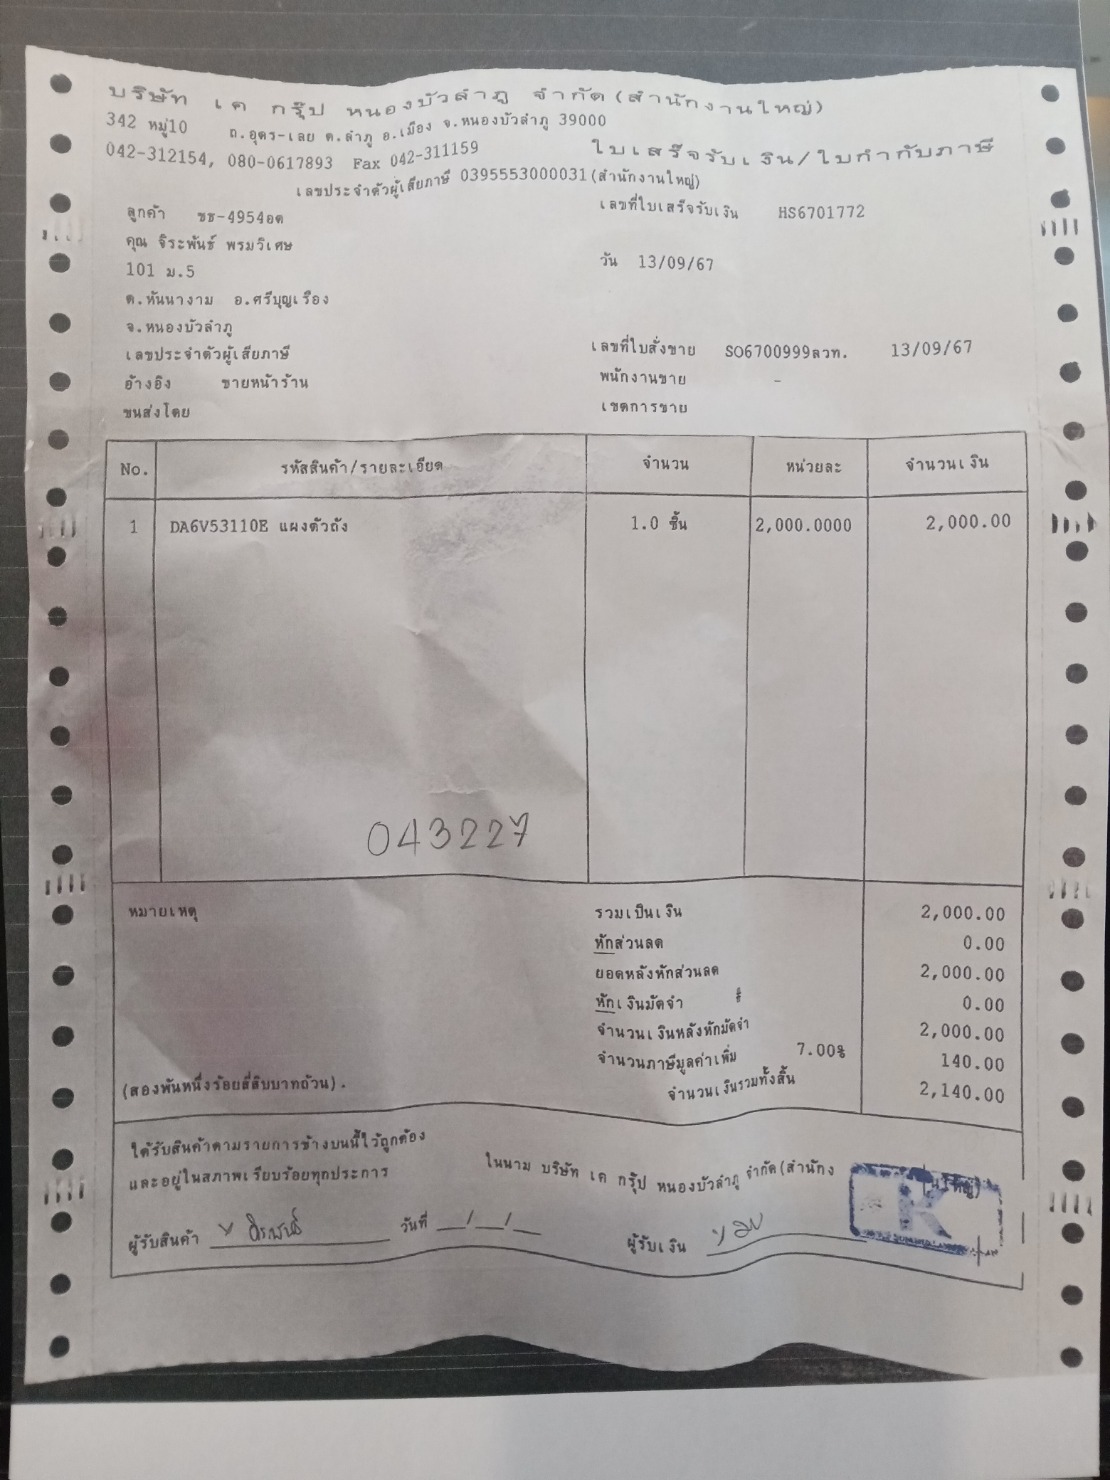 บริษัท เค กรุ๊ป หนองบัวลำภู จำกัด(สำนักงานใหญ่)
342 หมู่10 ถ.อุดร-เลย ต.ลำภู อ.เมือง จ.หนองบัวลำภู 39000
042-312154, 080-0617893 Fax 042-311159 ใบเสร็จรับเงิน/ใบกำกับภาษี
เลขประจำตัวผู้เสียภาษี 0395553000031(สำนักงานใหญ่)
ลูกค้า ขธ-4954อด เลขที่ใบเสร็จรับเงิน HS6701772
คุณ จิระพันธ์ พรมวิเศษ
101 ม.5 วัน 13/09/67
ต.หันนางาม อ.ศรีบุญเรือง
จ.หนองบัวลำภู
เลขประจำตัวผู้เสียภาษี เลขที่ใบสั่งขาย SO6700999ลวท. 13/09/67
อ้างอิง ขายหน้าร้าน พนักงานขาย -
ขนส่งโดย เขตการขาย
No. รหัสสินค้า/รายละเอียด จำนวน หน่วยละ จำนวนเงิน
1 DA6V53110E แผงตัวถัง 1.0 ชิ้น 2,000.0000 2,000.00
043227
หมายเหตุ รวมเป็นเงิน 2,000.00
หักส่วนลด 0.00
ยอดหลังหักส่วนลด 2,000.00
หักเงินมัดจำ # 0.00
จำนวนเงินหลังหักมัดจำ 2,000.00
จำนวนภาษีมูลค่าเพิ่ม 7.00% 140.00
(สองพันหนึ่งร้อยสี่สิบบาทถ้วน). จำนวนเงินรวมทั้งสิ้น 2,140.00
ได้รับสินค้าตามรายการข้างบนนี้ไว้ถูกต้อง
และอยู่ในสภาพเรียบร้อยทุกประการ ในนาม บริษัท เค กรุ๊ป หนองบัวลำภู จำกัด(สำนักงานใหญ่)
ผู้รับสินค้า x จิรพันธ์ วันที่ __/__/__ ผู้รับเงิน
K